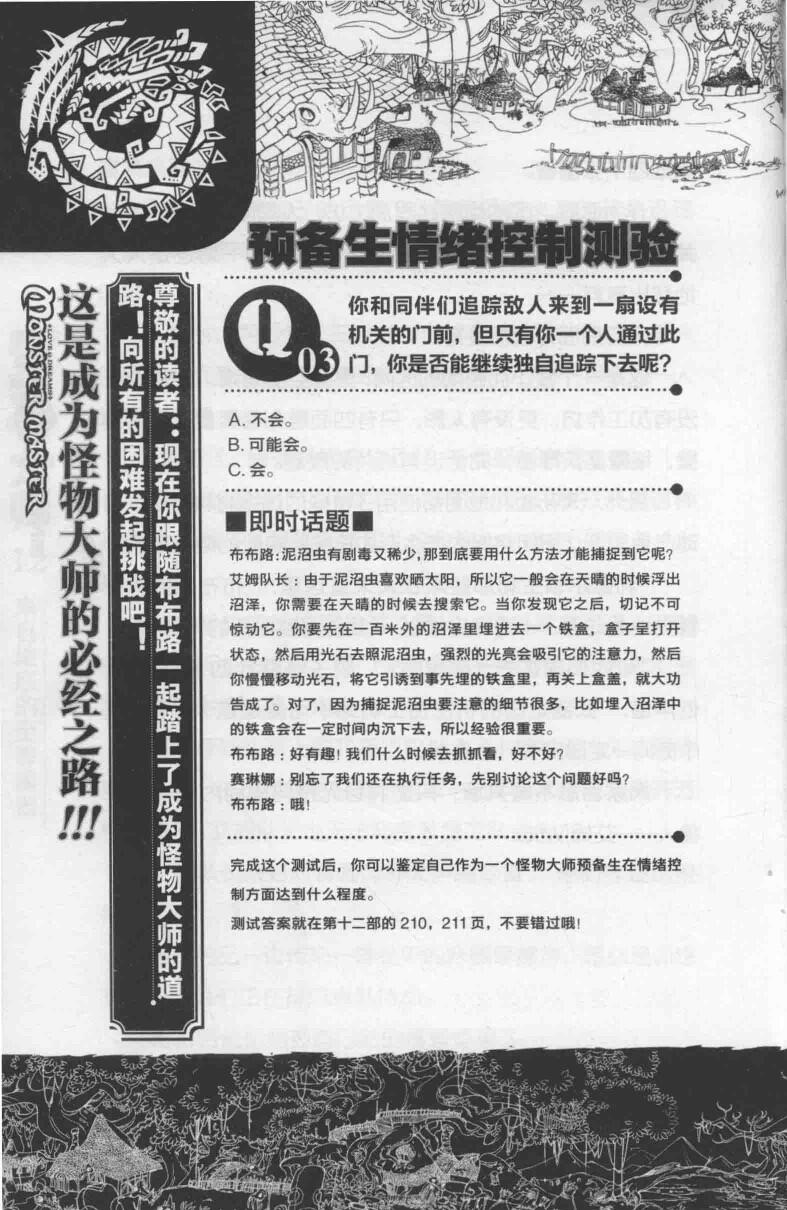 预备生情绪控制测验
Q
03
你和同伴们追踪敌人来到一扇设有
机关的门前，但只有你一个人通过此
门，你是否能继续独自追踪下去呢？
A.不会。
B.可能会。
C.会。
■即时话题■
布布路:泥沼虫有剧毒又稀少,那到底要用什么方法才能捕捉到它呢?
艾姆队长：由于泥沼虫喜欢晒太阳，所以它一般会在天晴的时候浮出
沼泽，你需要在天晴的时候去搜索它。当你发现它之后，切记不可
惊动它。你要先在一百米外的沼泽里埋进去一个铁盒，盒子呈打开
状态，然后用光石去照泥沼虫，强烈的光亮会吸引它的注意力，然后
你慢慢移动光石，将它引诱到事先埋的铁盒里，再关上盒盖，就大功
告成了。对了，因为捕捉泥沼虫要注意的细节很多，比如埋入沼泽中
的铁盒会在一定时间内沉下去，所以经验很重要。
布布路：好有趣！我们什么时候去抓抓看，好不好？
赛琳娜：别忘了我们还在执行任务，先别讨论这个问题好吗？
布布路：哦！
完成这个测试后，你可以鉴定自己作为一个怪物大师预备生在情绪控
制方面达到什么程度。
测试答案就在第十二部的 210，211 页，不要错过哦！
尊敬的读者：现在你跟随布布路一起踏上了成为怪物大师的道
路！向所有的困难发起挑战吧！
这是成为怪物大师的必经之路!!!
MONSTER MASTER